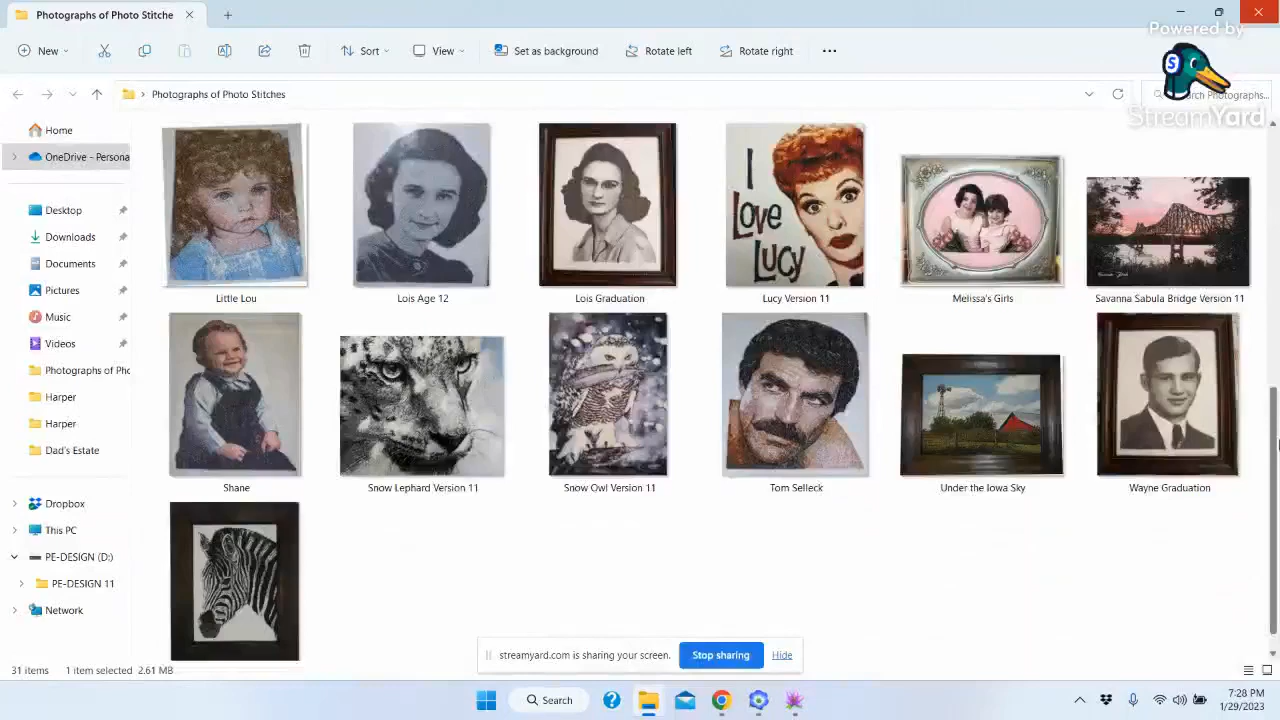 Photographs of Photo Stitche
Powered by
StreamYard
New
Sort
View
Set as background
Rotate left
Rotate right
Photographs of Photo Stitches
Photographs...
Home
OneDrive - Persona
Desktop
Downloads
Documents
Pictures
Music
Videos
Photographs of Pho
Harper
Harper
Dad's Estate
Dropbox
This PC
PE-DESIGN (D:)
PE-DESIGN 11
Network
I
Love
Lucy
Little Lou
Lois Age 12
Lois Graduation
Lucy Version 11
Melissa's Girls
Savanna Sabula Bridge Version 11
Shane
Snow Lephard Version 11
Snow Owl Version 11
Tom Selleck
Under the Iowa Sky
Wayne Graduation
streamyard.com is sharing your screen.
Stop sharing
Hide
31 items
1 item selected 2.61 MB
Search
7:28 PM
1/29/2023